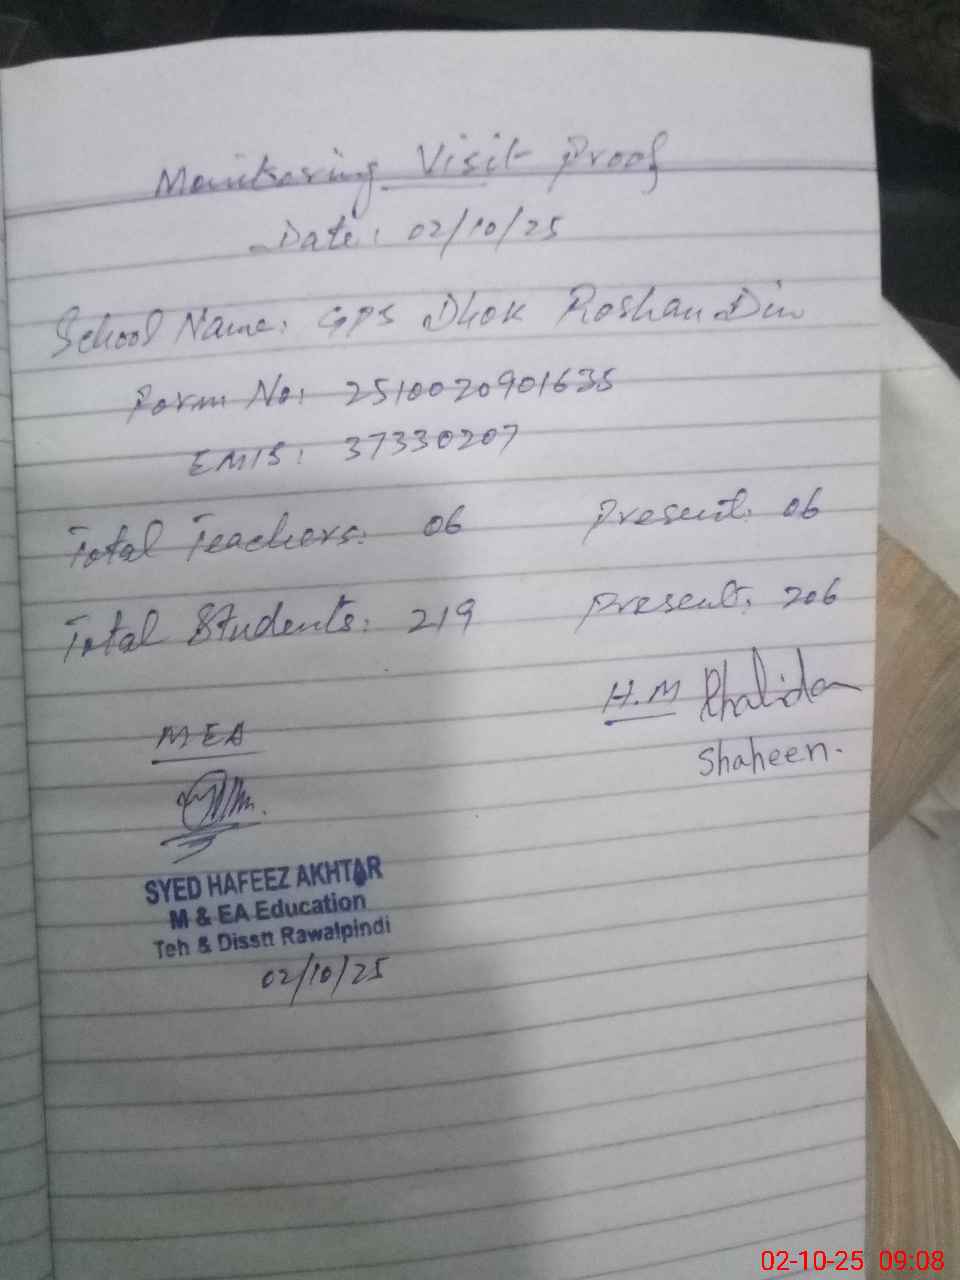 Monitoring Visit Proof
Date: 02/10/25
School Name: GPS Dhok Roshan Din
Form No: 2510020901635
EMIS: 37330207
Total Teachers: 06 Present: 06
Total Students: 219 Present: 206
H.M Khalida
Shaheen.
MEA
SYED HAFEEZ AKHTAR
M & EA Education
Teh & Disstt Rawalpindi
02/10/25
02-10-25 09:08